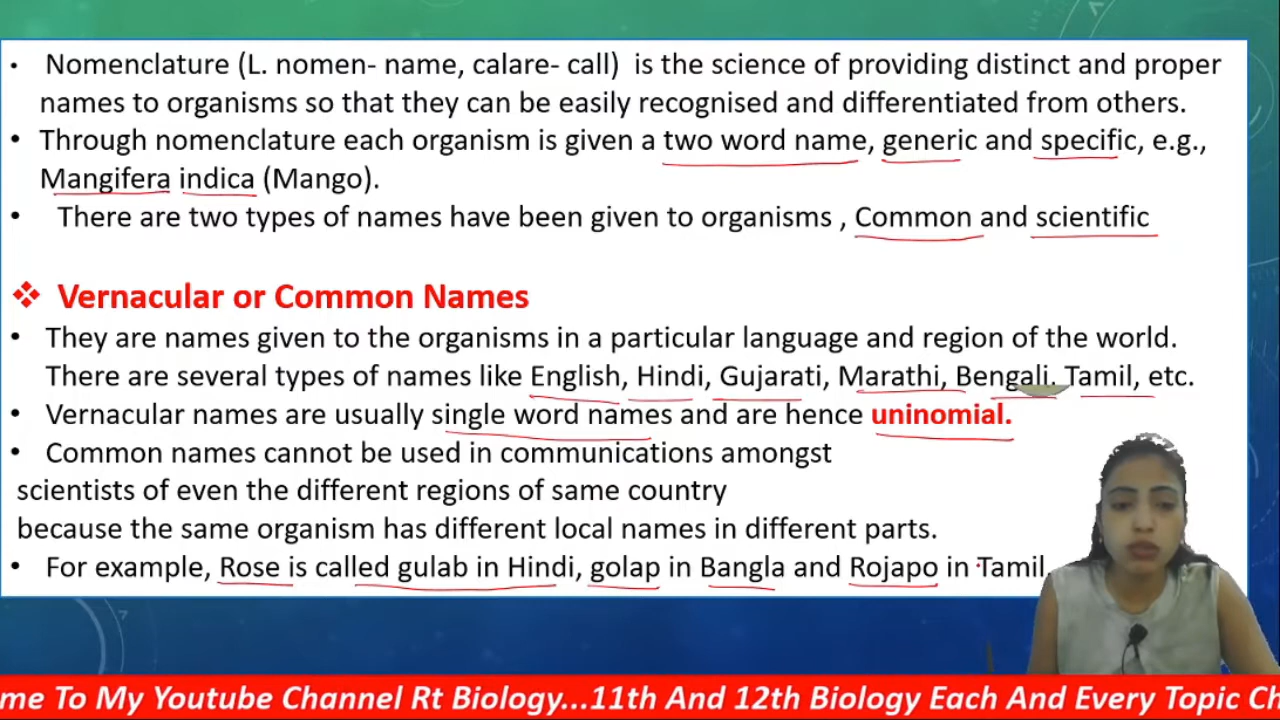 • Nomenclature (L. nomen- name, calare- call) is the science of providing distinct and proper
names to organisms so that they can be easily recognised and differentiated from others.
• Through nomenclature each organism is given a two word name, generic and specific, e.g.,
Mangifera indica (Mango).
• There are two types of names have been given to organisms , Common and scientific
❖ Vernacular or Common Names
• They are names given to the organisms in a particular language and region of the world.
There are several types of names like English, Hindi, Gujarati, Marathi, Bengali. Tamil, etc.
• Vernacular names are usually single word names and are hence uninomial.
• Common names cannot be used in communications amongst
scientists of even the different regions of same country
because the same organism has different local names in different parts.
• For example, Rose is called gulab in Hindi, golap in Bangla and Rojapo in Tamil
me To My Youtube Channel Rt Biology...11th And 12th Biology Each And Every Topic Ch